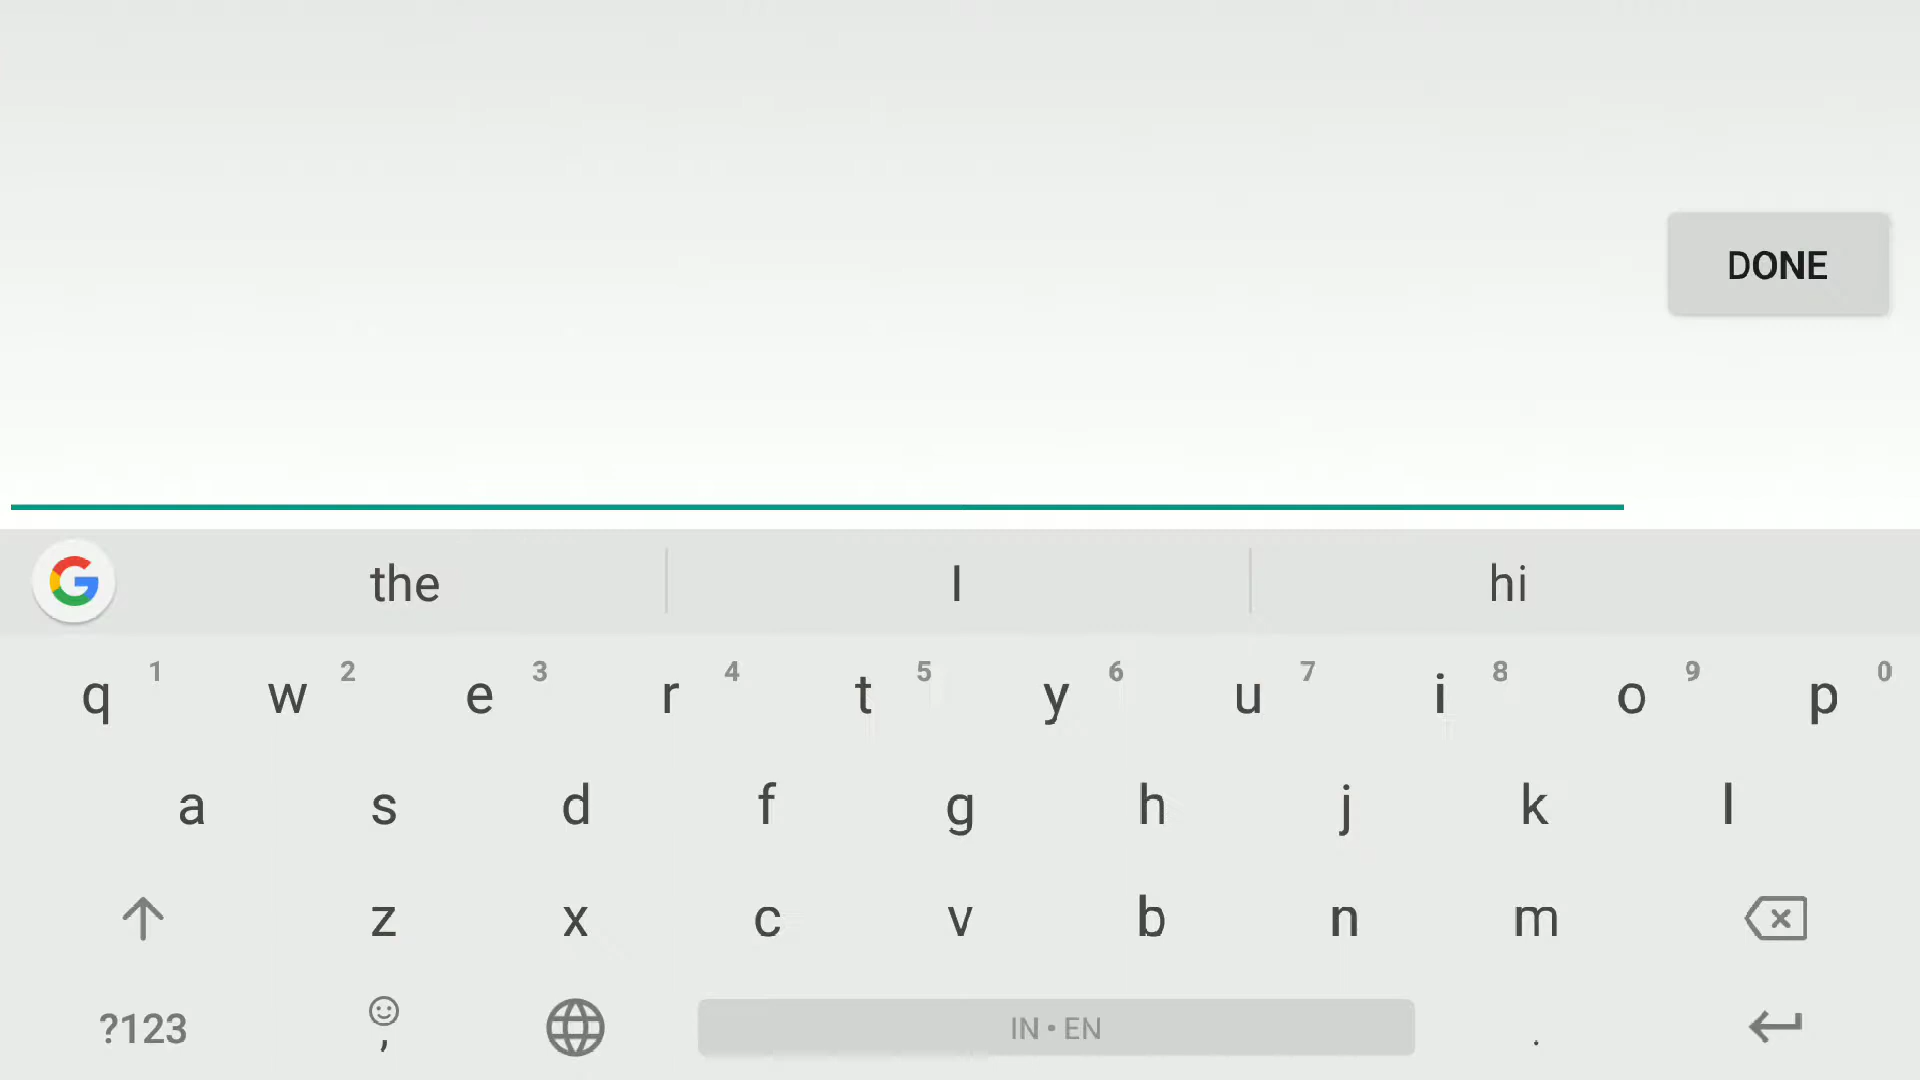 DONE
the I hi
q 1 w 2 e 3 r 4 t 5 y 6 u 7 i 8 o 9 p 0
a s d f g h j k l
z x c v b n m
?123 , IN • EN .